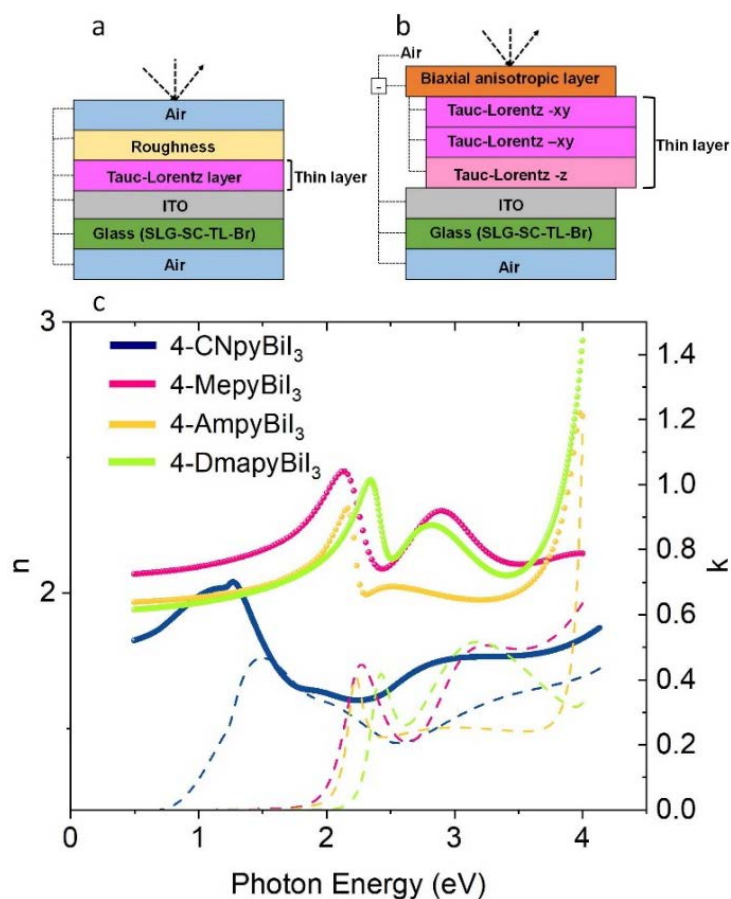 a
Air
Roughness
Tauc-Lorentz layer
Thin layer
ITO
Glass (SLG-SC-TL-Br)
Air
b
Air
-
Biaxial anisotropic layer
Tauc-Lorentz -xy
Tauc-Lorentz –xy
Thin layer
Tauc-Lorentz -z
ITO
Glass (SLG-SC-TL-Br)
Air
c
4-CNpyBiI₃
4-MepyBiI₃
4-AmpyBiI₃
4-DmapyBiI₃
3
2
n
1.4
1.2
1.0
0.8
0.6
0.4
0.2
0.0
k
0 1 2 3 4
Photon Energy (eV)